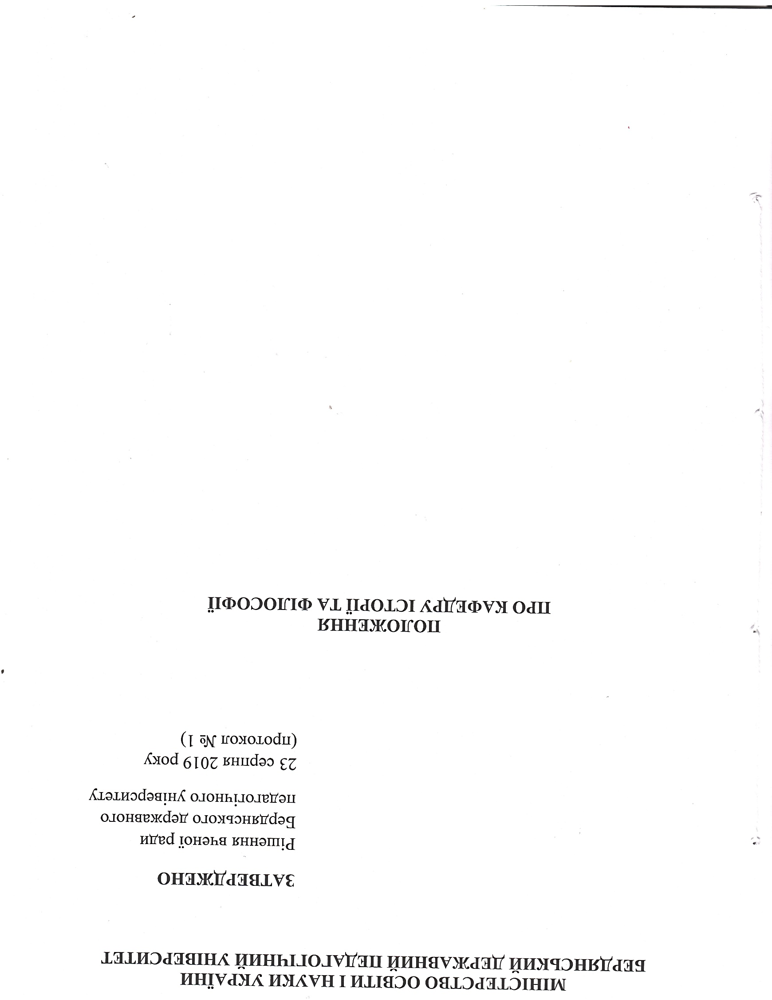 МІНІСТЕРСТВО ОСВІТИ І НАУКИ УКРАЇНИ
БЕРДЯНСЬКИЙ ДЕРЖАВНИЙ ПЕДАГОГІЧНИЙ УНІВЕРСИТЕТ
ЗАТВЕРДЖЕНО
Рішення вченої ради
Бердянського державного
педагогічного університету
23 серпня 2019 року
(протокол № 1)
ПОЛОЖЕННЯ
ПРО КАФЕДРУ ІСТОРІЇ ТА ФІЛОСОФІЇ